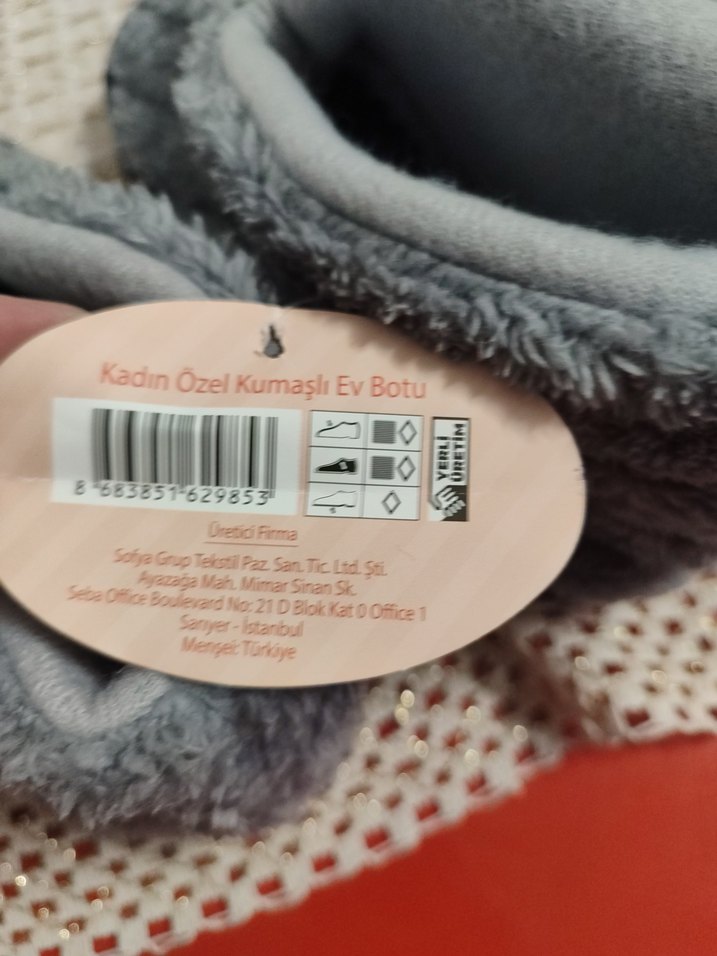 Kadın Özel Kumaşlı Ev Botu
8 683851 629853
YERLİ
ÜRETİM
Üretici Firma
Sofya Grup Tekstil Paz. San. Tic. Ltd. Şti.
Ayazağa Mah. Mimar Sinan Sk.
Seba Office Boulevard No: 21 D Blok Kat 0 Office 1
Sarıyer - İstanbul
Menşei: Türkiye